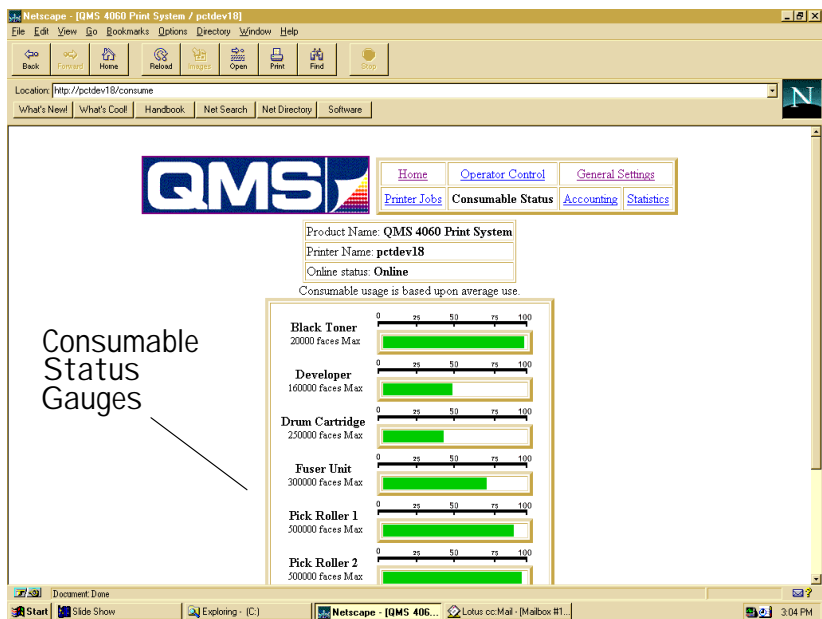 Netscape - [QMS 4060 Print System / pctdev18]
File Edit View Go Bookmarks Options Directory Window Help
Back Forward Home Reload Images Open Print Find Stop
Location: http://pctdev18/consume
What's New! What's Cool! Handbook Net Search Net Directory Software
N
QMS
Home Operator Control General Settings
Printer Jobs Consumable Status Accounting Statistics
Product Name: QMS 4060 Print System
Printer Name: pctdev18
Online status: Online
Consumable usage is based upon average use.
Consumable
Status
Gauges
0 25 50 75 100
Black Toner
20000 faces Max
0 25 50 75 100
Developer
160000 faces Max
0 25 50 75 100
Drum Cartridge
250000 faces Max
0 25 50 75 100
Fuser Unit
300000 faces Max
0 25 50 75 100
Pick Roller 1
500000 faces Max
0 25 50 75 100
Pick Roller 2
500000 faces Max
Document: Done
Start Slide Show Exploring - (C:) Netscape - [QMS 406... Lotus cc:Mail - [Mailbox #1... 3:04 PM